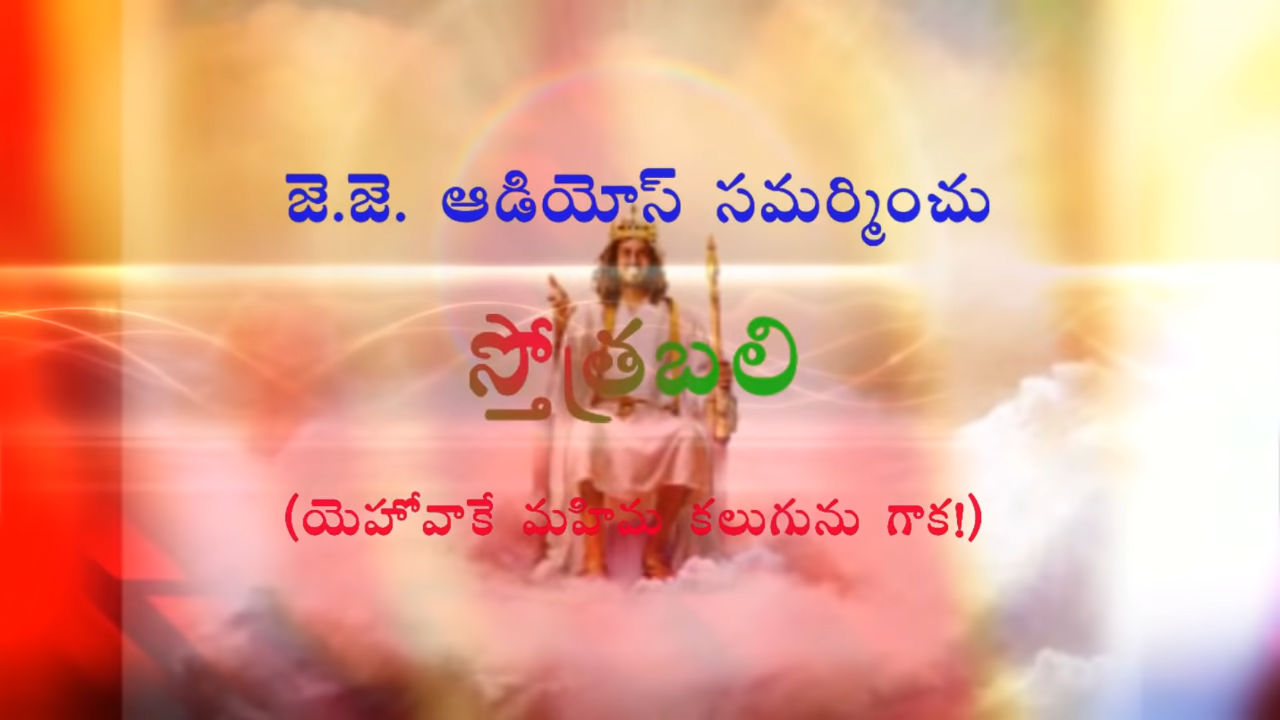 జె.జె. ఆడియోస్ సమర్మించు
స్తోత్రబలి
(యెహోవాకే మహిమ కలుగును గాక!)